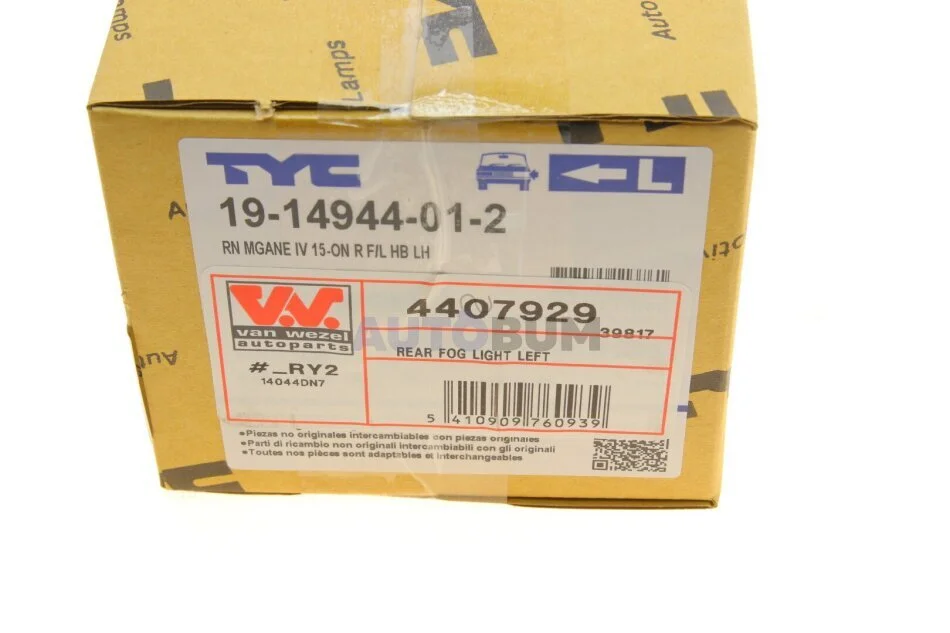 Lamps
TYC
L
19-14944-01-2
RN MGANE IV 15-ON R F/L HB LH
V.W.
van wezel
autoparts
4407929
39817
AUTOBUM
REAR FOG LIGHT LEFT
#_RY2
14044DN7
5 410909 760939
•Piezas no originales intercambiables con piezas originales
•Parti di ricambio non originali intercambiabili con gli originali
•Toutes nos pièces sont adaptables et interchangeables